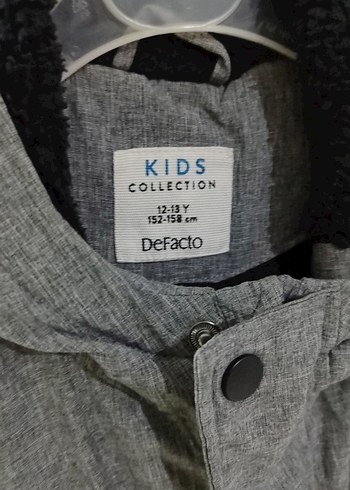 KIDS
COLLECTION
12-13 Y
152-158 cm
DeFacto